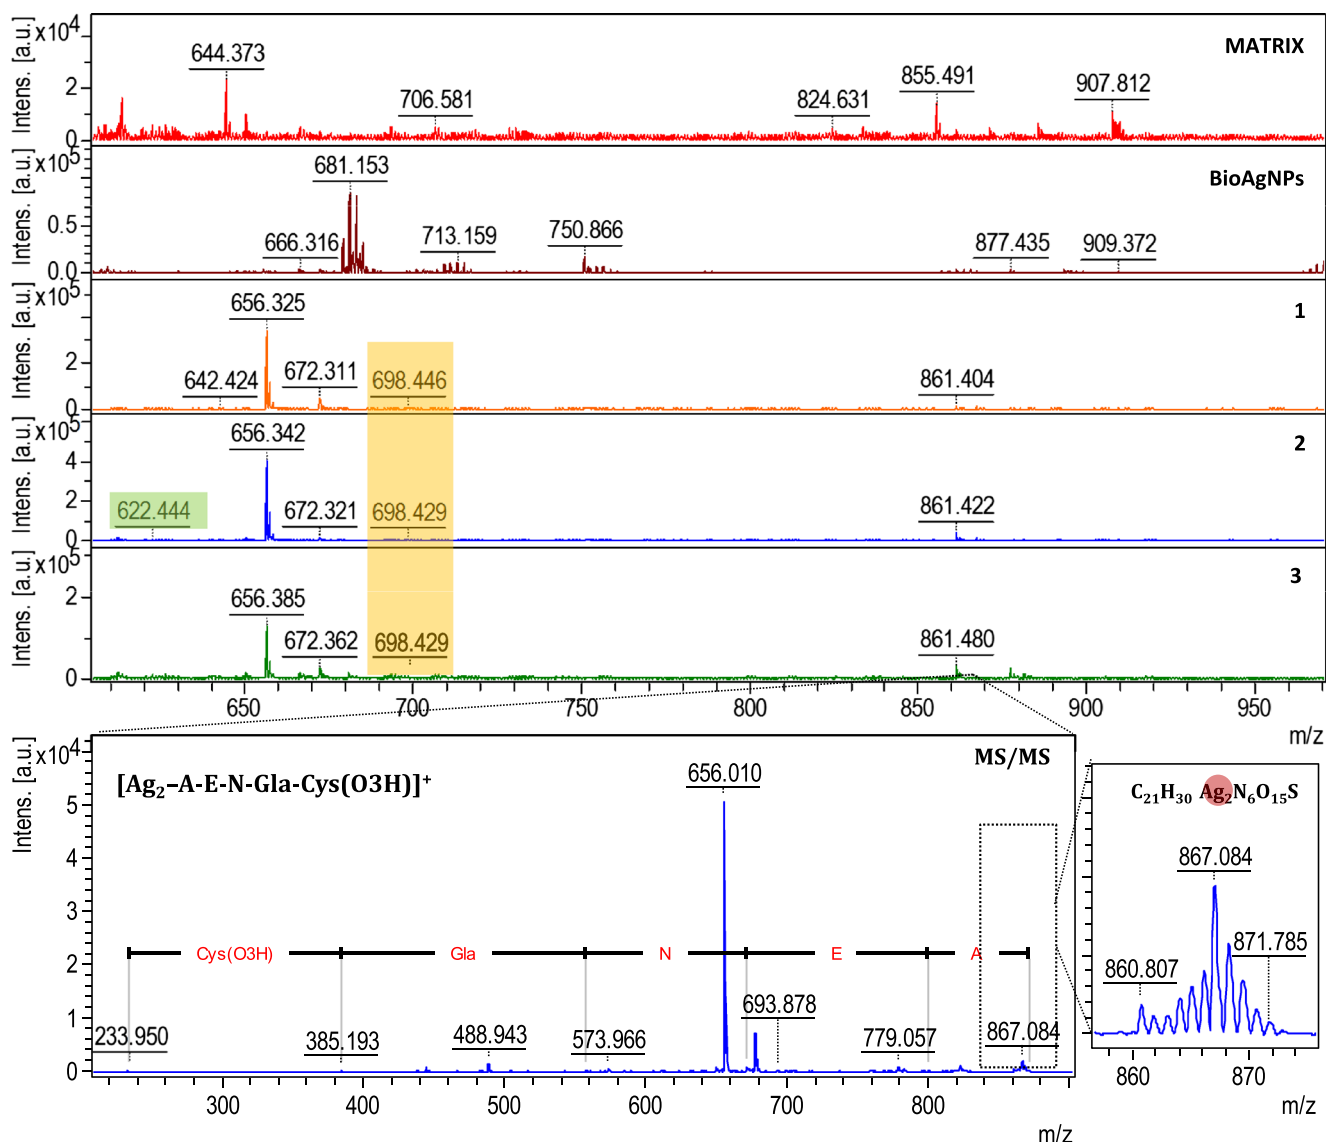 Intens. [a.u.]
x10⁴
2
0
644.373
706.581
824.631
855.491
907.812
MATRIX
Intens. [a.u.]
x10⁵
0.5
0.0
666.316
681.153
713.159
750.866
877.435
909.372
BioAgNPs
Intens. [a.u.]
x10⁵
2
0
642.424
656.325
672.311
698.446
861.404
1
Intens. [a.u.]
x10⁵
4
2
0
622.444
656.342
672.321
698.429
861.422
2
Intens. [a.u.]
x10⁵
2
0
656.385
672.362
698.429
861.480
3
650 700 750 800 850 900 950
m/z
Intens. [a.u.]
x10⁴
5
4
3
2
1
0
[Ag₂–A-E-N-Gla-Cys(O3H)]⁺
MS/MS
656.010
Cys(O3H) Gla N E A
233.950
385.193
488.943
573.966
693.878
779.057
867.084
300 400 500 600 700 800
m/z
C₂₁H₃₀ Ag₂N₆O₁₅S
867.084
871.785
860.807
860 870
m/z